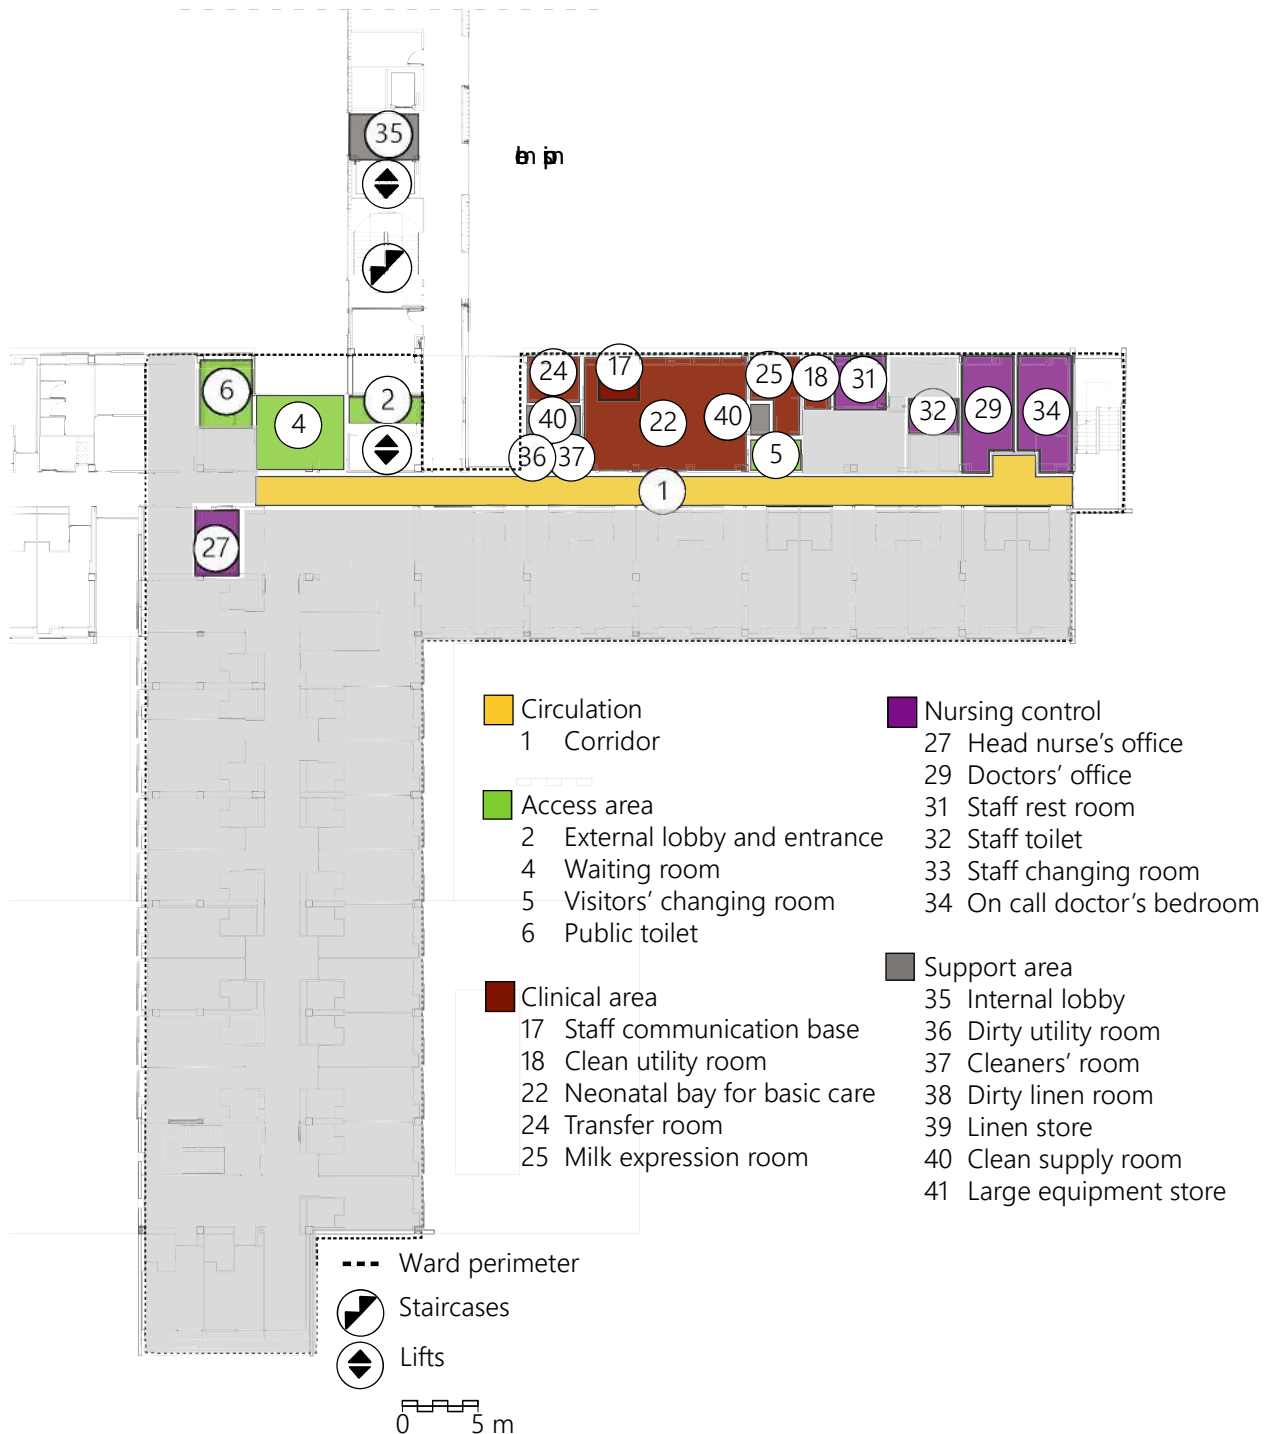 35
6
4
2
24
17
40
36
37
22
40
25
18
31
5
32
29
34
1
27
Circulation
1 Corridor
Access area
2 External lobby and entrance
4 Waiting room
5 Visitors’ changing room
6 Public toilet
Clinical area
17 Staff communication base
18 Clean utility room
22 Neonatal bay for basic care
24 Transfer room
25 Milk expression room
Nursing control
27 Head nurse’s office
29 Doctors’ office
31 Staff rest room
32 Staff toilet
33 Staff changing room
34 On call doctor’s bedroom
Support area
35 Internal lobby
36 Dirty utility room
37 Cleaners’ room
38 Dirty linen room
39 Linen store
40 Clean supply room
41 Large equipment store
Ward perimeter
Staircases
Lifts
0 5 m